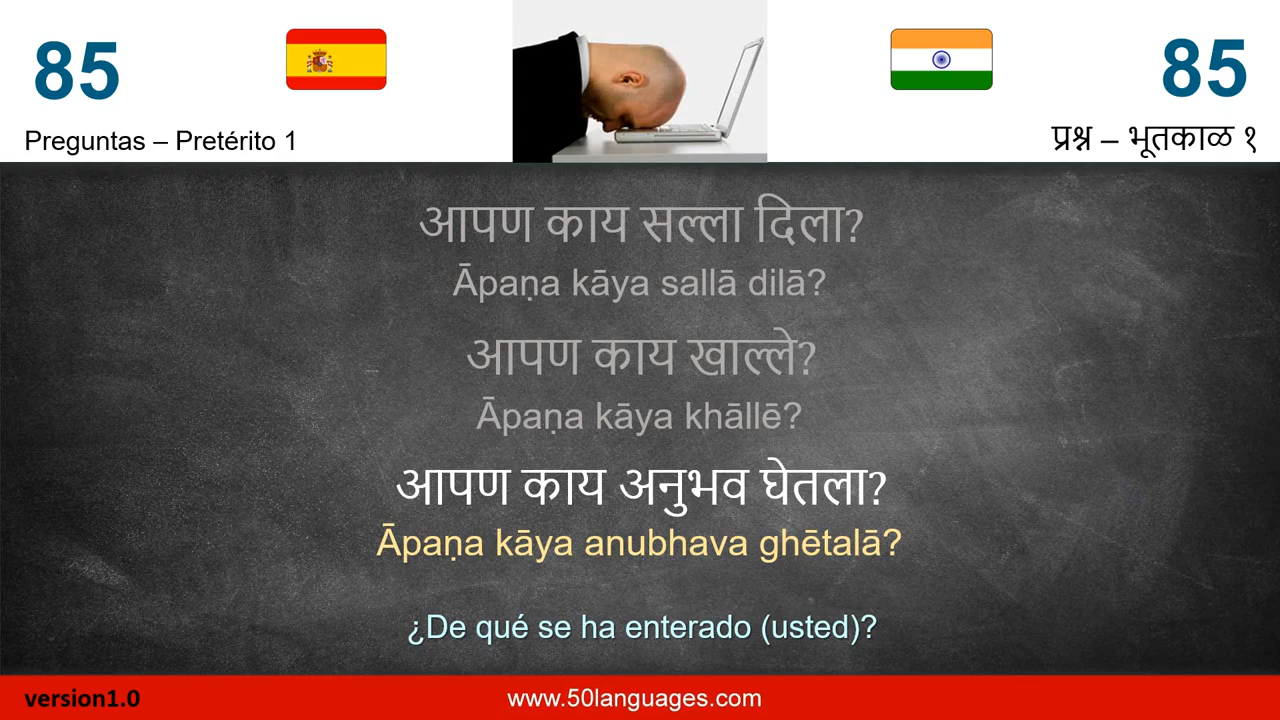 85
85
Preguntas – Pretérito 1
प्रश्न – भूतकाळ १
आपण काय सल्ला दिला?
Āpaṇa kāya sallā dilā?
आपण काय खाल्ले?
Āpaṇa kāya khāllē?
आपण काय अनुभव घेतला?
Āpaṇa kāya anubhava ghētalā?
¿De qué se ha enterado (usted)?
version1.0
www.50languages.com